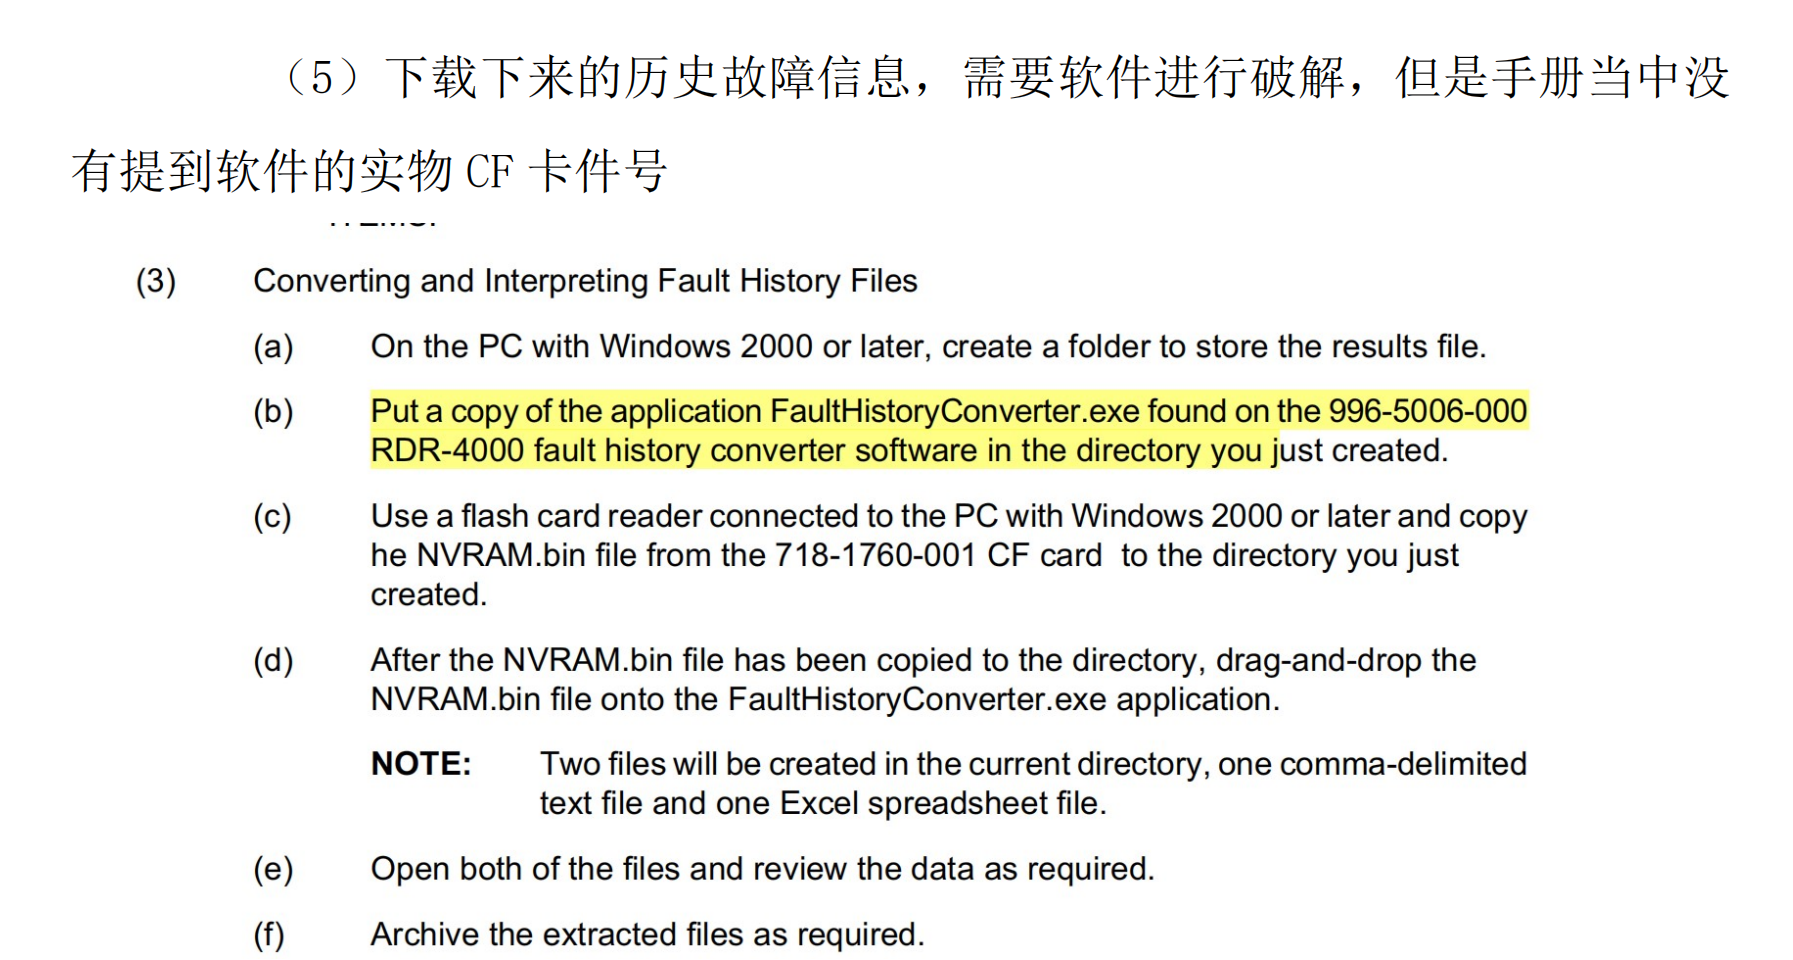 （5）下载下来的历史故障信息，需要软件进行破解，但是手册当中没
有提到软件的实物 CF 卡件号
(3) Converting and Interpreting Fault History Files
(a) On the PC with Windows 2000 or later, create a folder to store the results file.
(b) Put a copy of the application FaultHistoryConverter.exe found on the 996-5006-000
RDR-4000 fault history converter software in the directory you just created.
(c) Use a flash card reader connected to the PC with Windows 2000 or later and copy
he NVRAM.bin file from the 718-1760-001 CF card to the directory you just
created.
(d) After the NVRAM.bin file has been copied to the directory, drag-and-drop the
NVRAM.bin file onto the FaultHistoryConverter.exe application.
NOTE: Two files will be created in the current directory, one comma-delimited
text file and one Excel spreadsheet file.
(e) Open both of the files and review the data as required.
(f) Archive the extracted files as required.